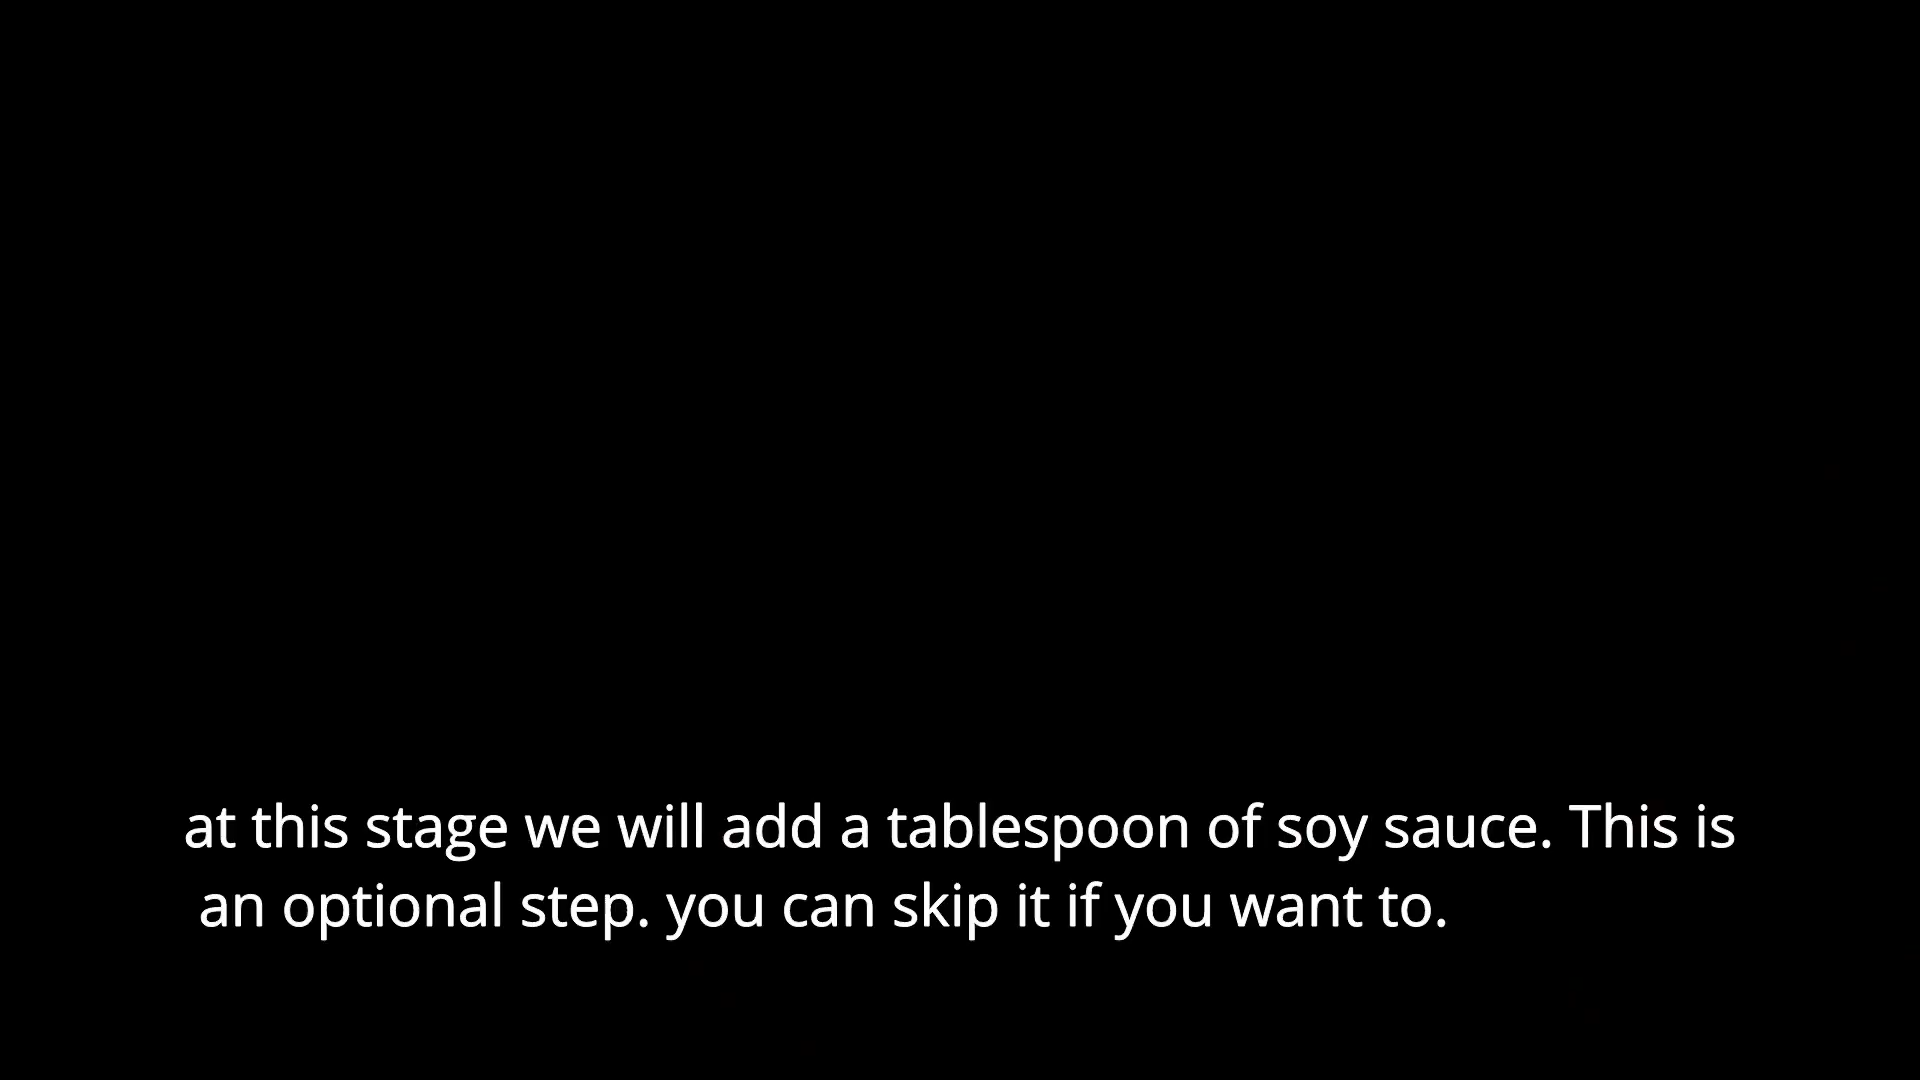 at this stage we will add a tablespoon of soy sauce. This is
an optional step. you can skip it if you want to.